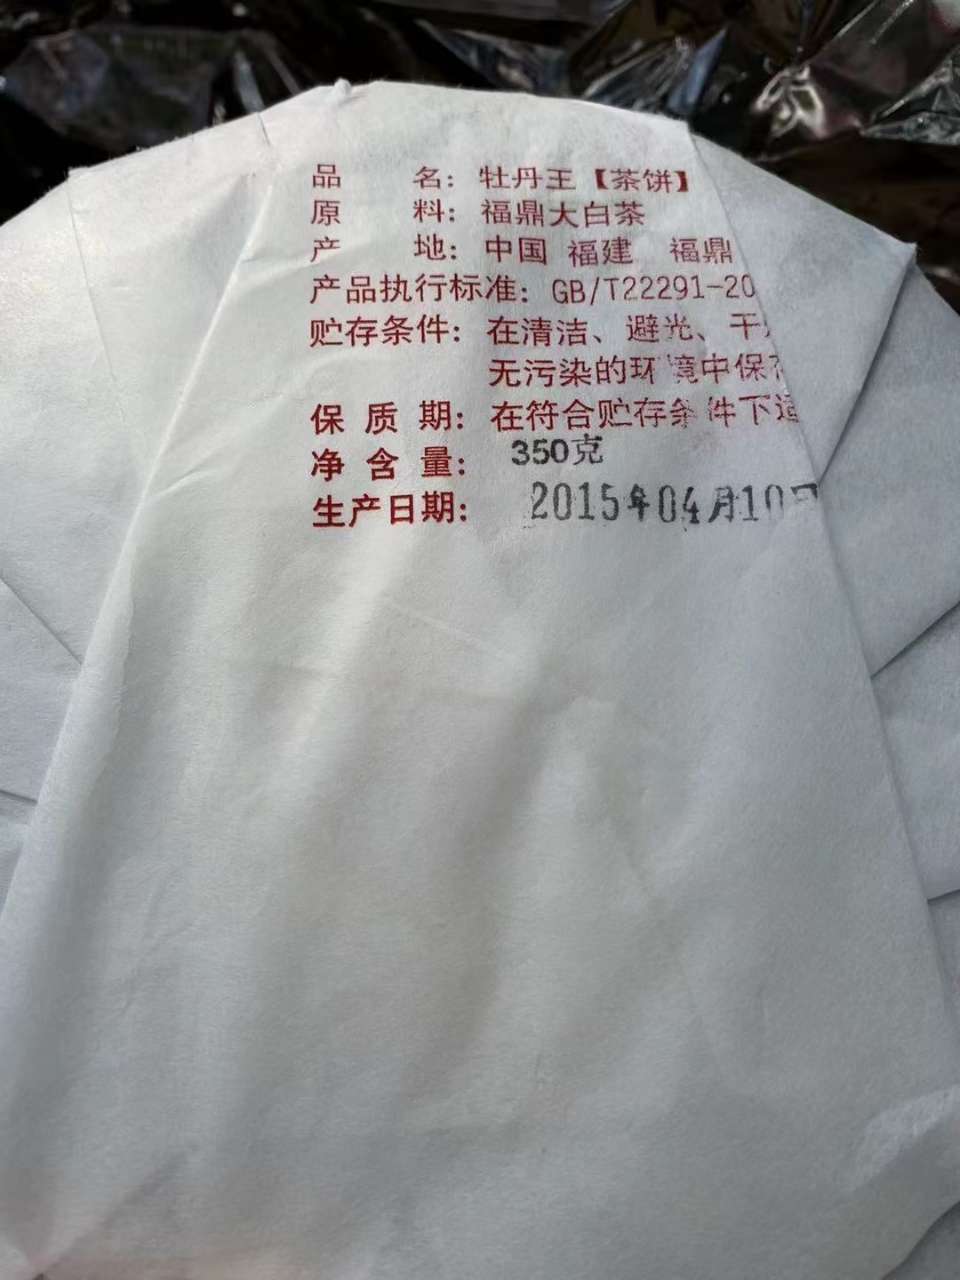 品 名：牡丹王【茶饼】
原 料：福鼎大白茶
产 地：中国 福建 福鼎
产品执行标准：GB/T22291-20
贮存条件：在清洁、避光、干
无污染的环境中保存
保 质 期：在符合贮存条件下适
净 含 量：350克
生产日期：2015年04月10日